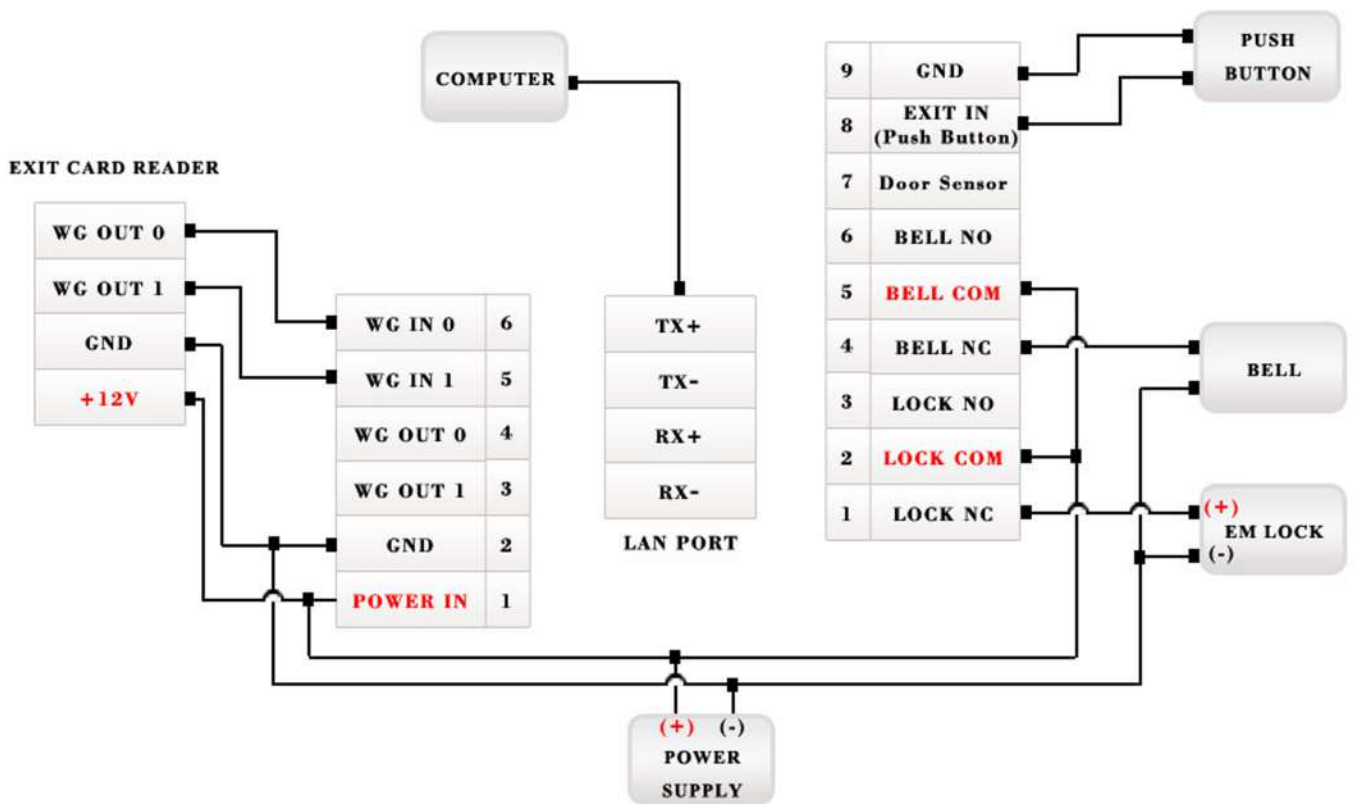 COMPUTER
PUSH
BUTTON
9 GND
8 EXIT IN
(Push Button)
7 Door Sensor
6 BELL NO
5 BELL COM
4 BELL NC
3 LOCK NO
2 LOCK COM
1 LOCK NC
EXIT CARD READER
WG OUT 0
WG OUT 1
GND
+12V
WG IN 0 6
WG IN 1 5
WG OUT 0 4
WG OUT 1 3
GND 2
POWER IN 1
TX+
TX-
RX+
RX-
LAN PORT
BELL
(+)
EM LOCK
(-)
(+) (-)
POWER
SUPPLY